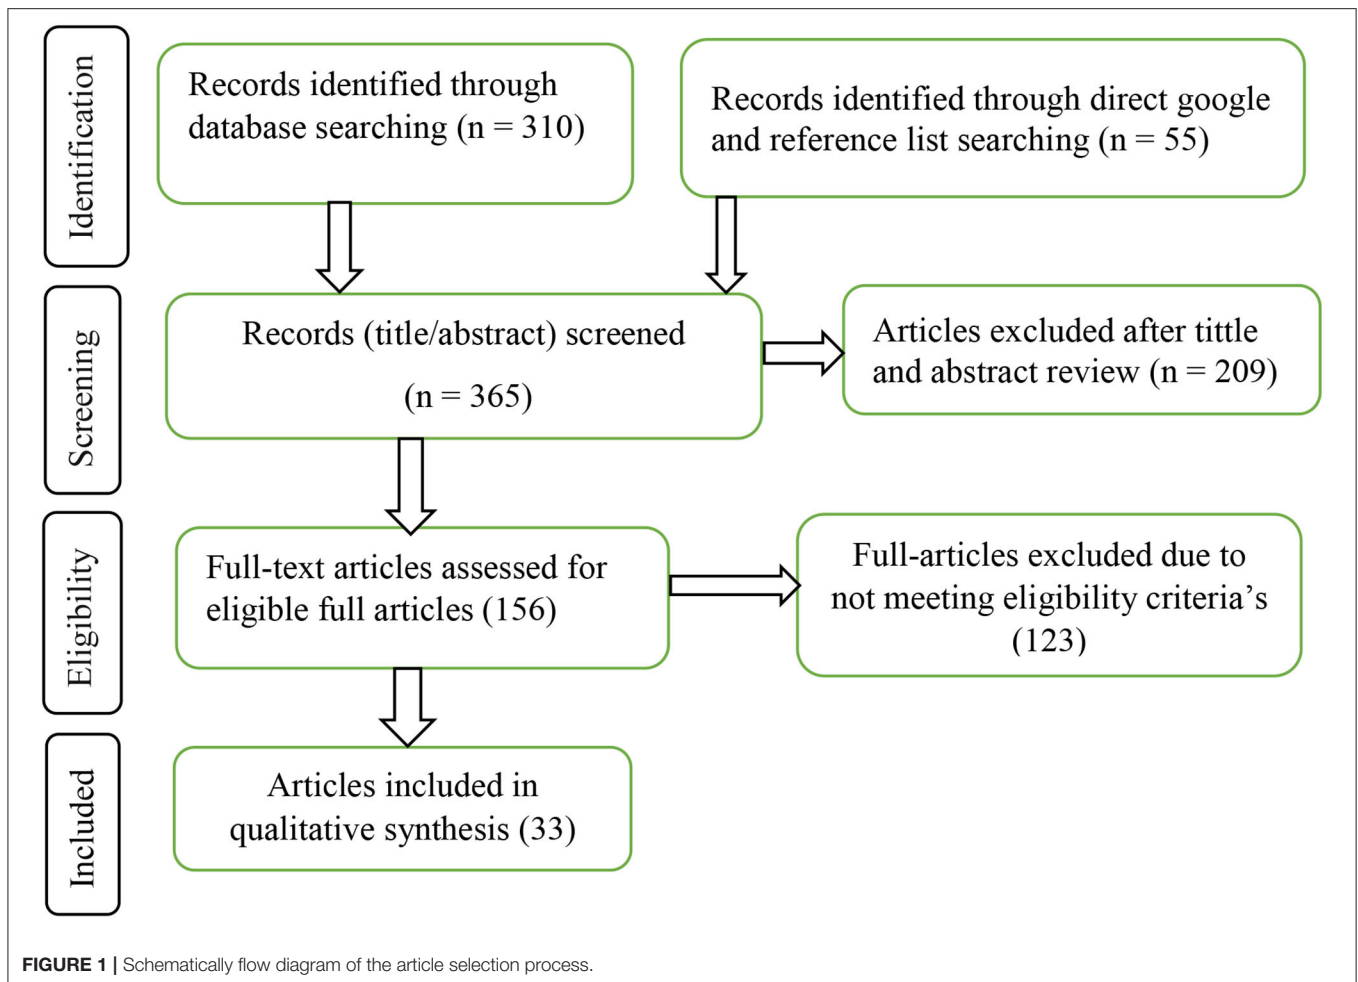 Identification
Records identified through
database searching (n = 310)
Records identified through direct google
and reference list searching (n = 55)
Screening
Records (title/abstract) screened
(n = 365)
Articles excluded after tittle
and abstract review (n = 209)
Eligibility
Full-text articles assessed for
eligible full articles (156)
Full-articles excluded due to
not meeting eligibility criteria’s
(123)
Included
Articles included in
qualitative synthesis (33)
FIGURE 1 | Schematically flow diagram of the article selection process.